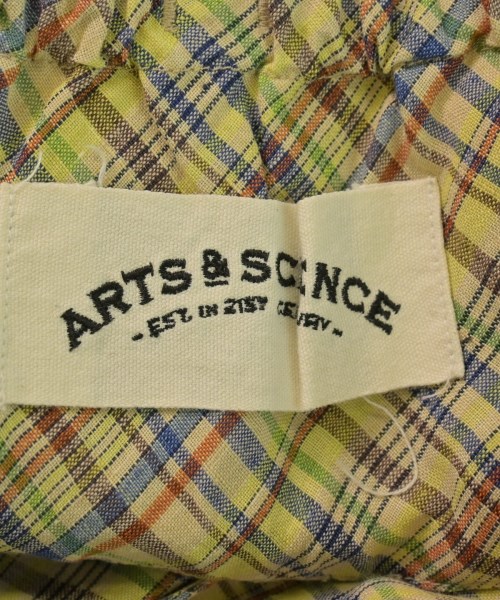 ARTS & SCIENCE
- EST. IN 21ST CENTURY -